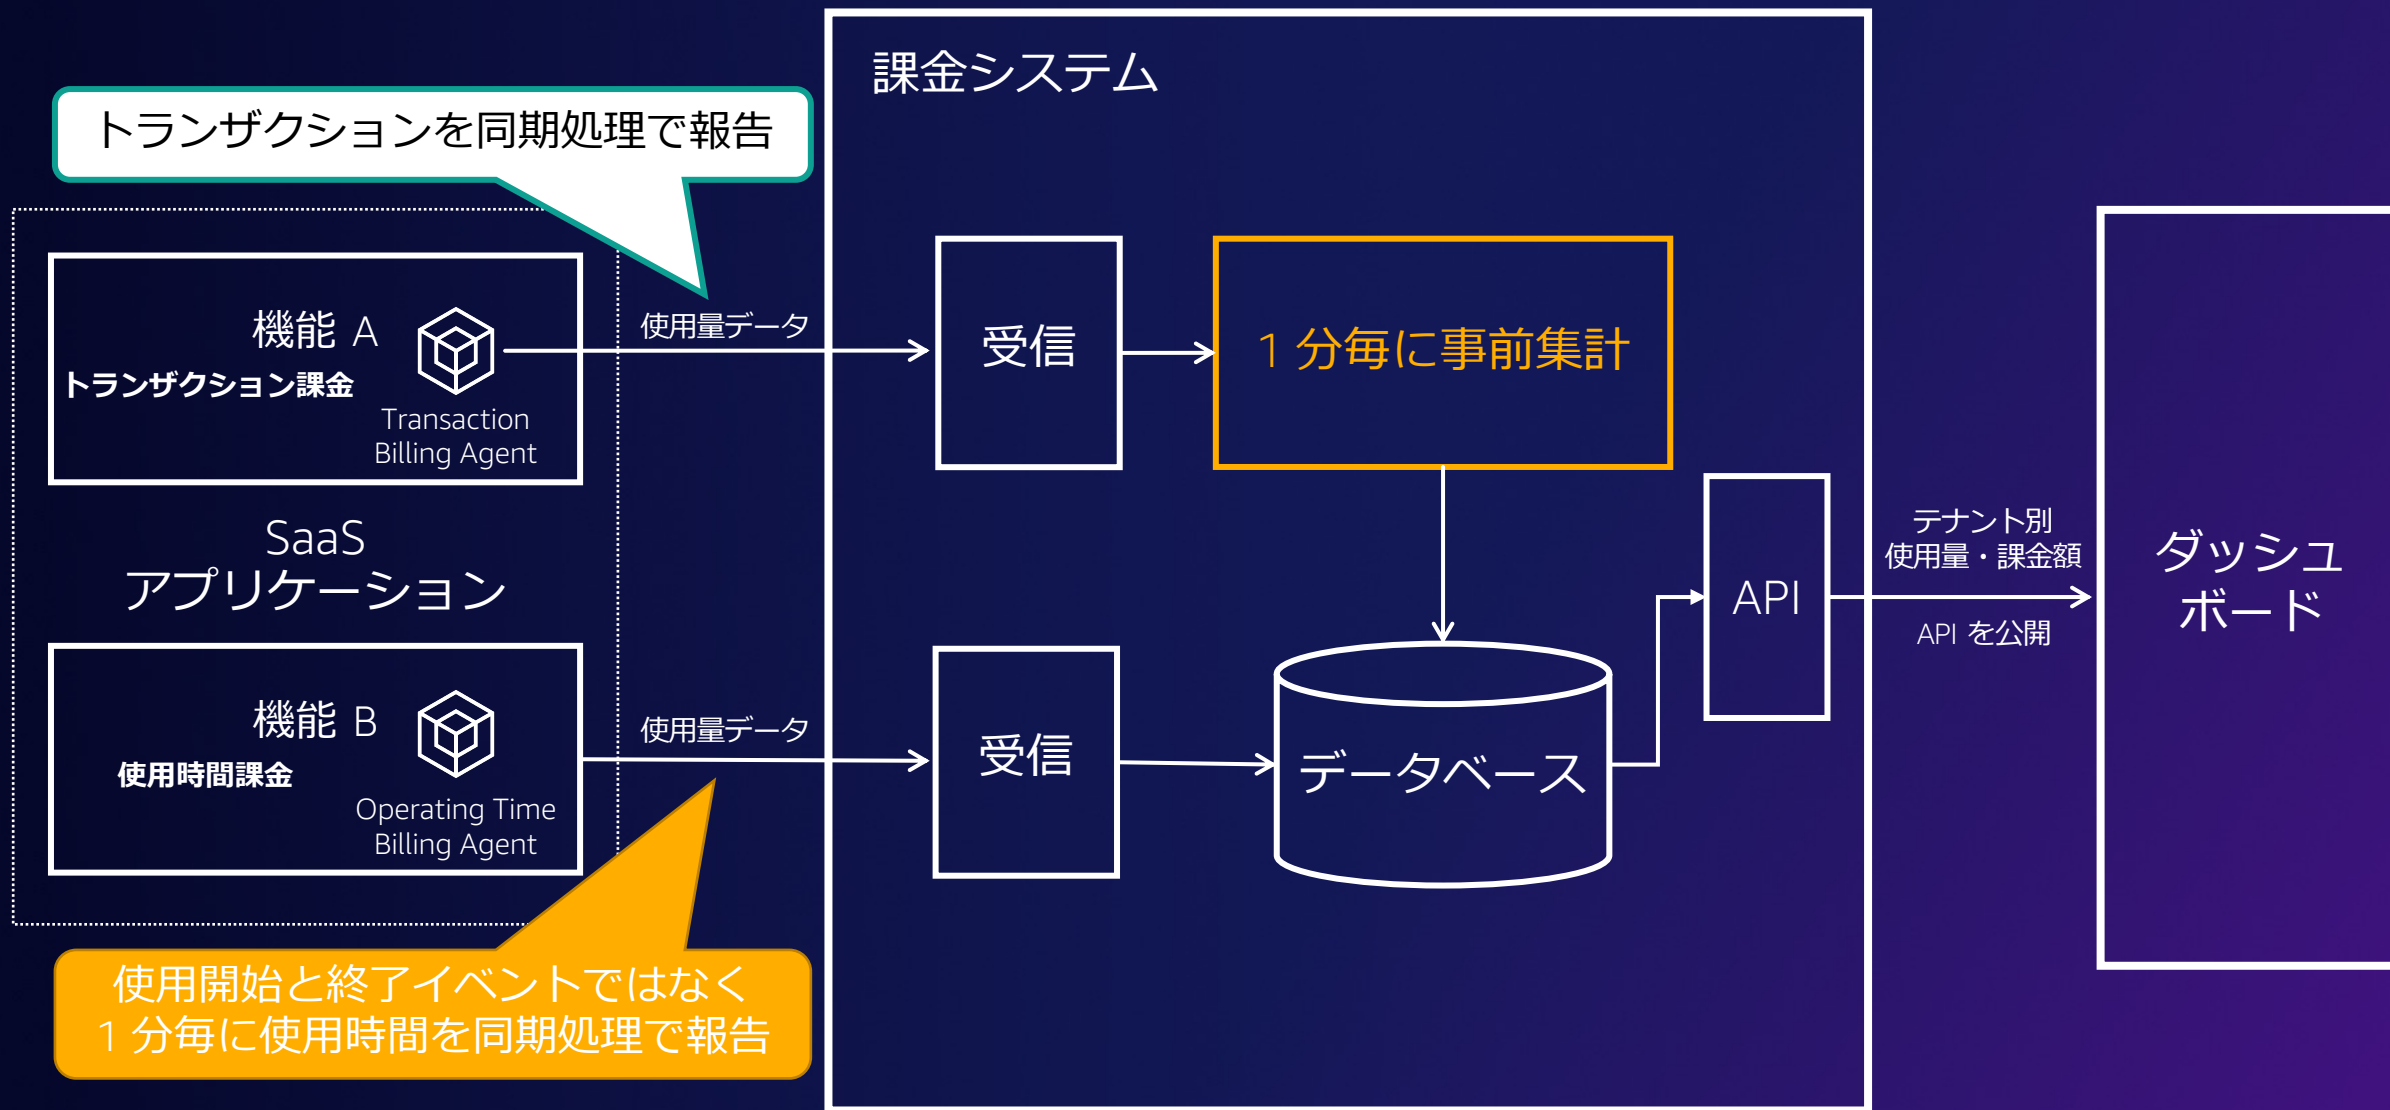 課金システム
トランザクションを同期処理で報告
機能 A
トランザクション課金
Transaction
Billing Agent
使用量データ
受信
1 分毎に事前集計
SaaS
アプリケーション
機能 B
使用時間課金
Operating Time
Billing Agent
使用量データ
受信
データベース
API
テナント別
使用量・課金額
API を公開
ダッシュ
ボード
使用開始と終了イベントではなく
1 分毎に使用時間を同期処理で報告